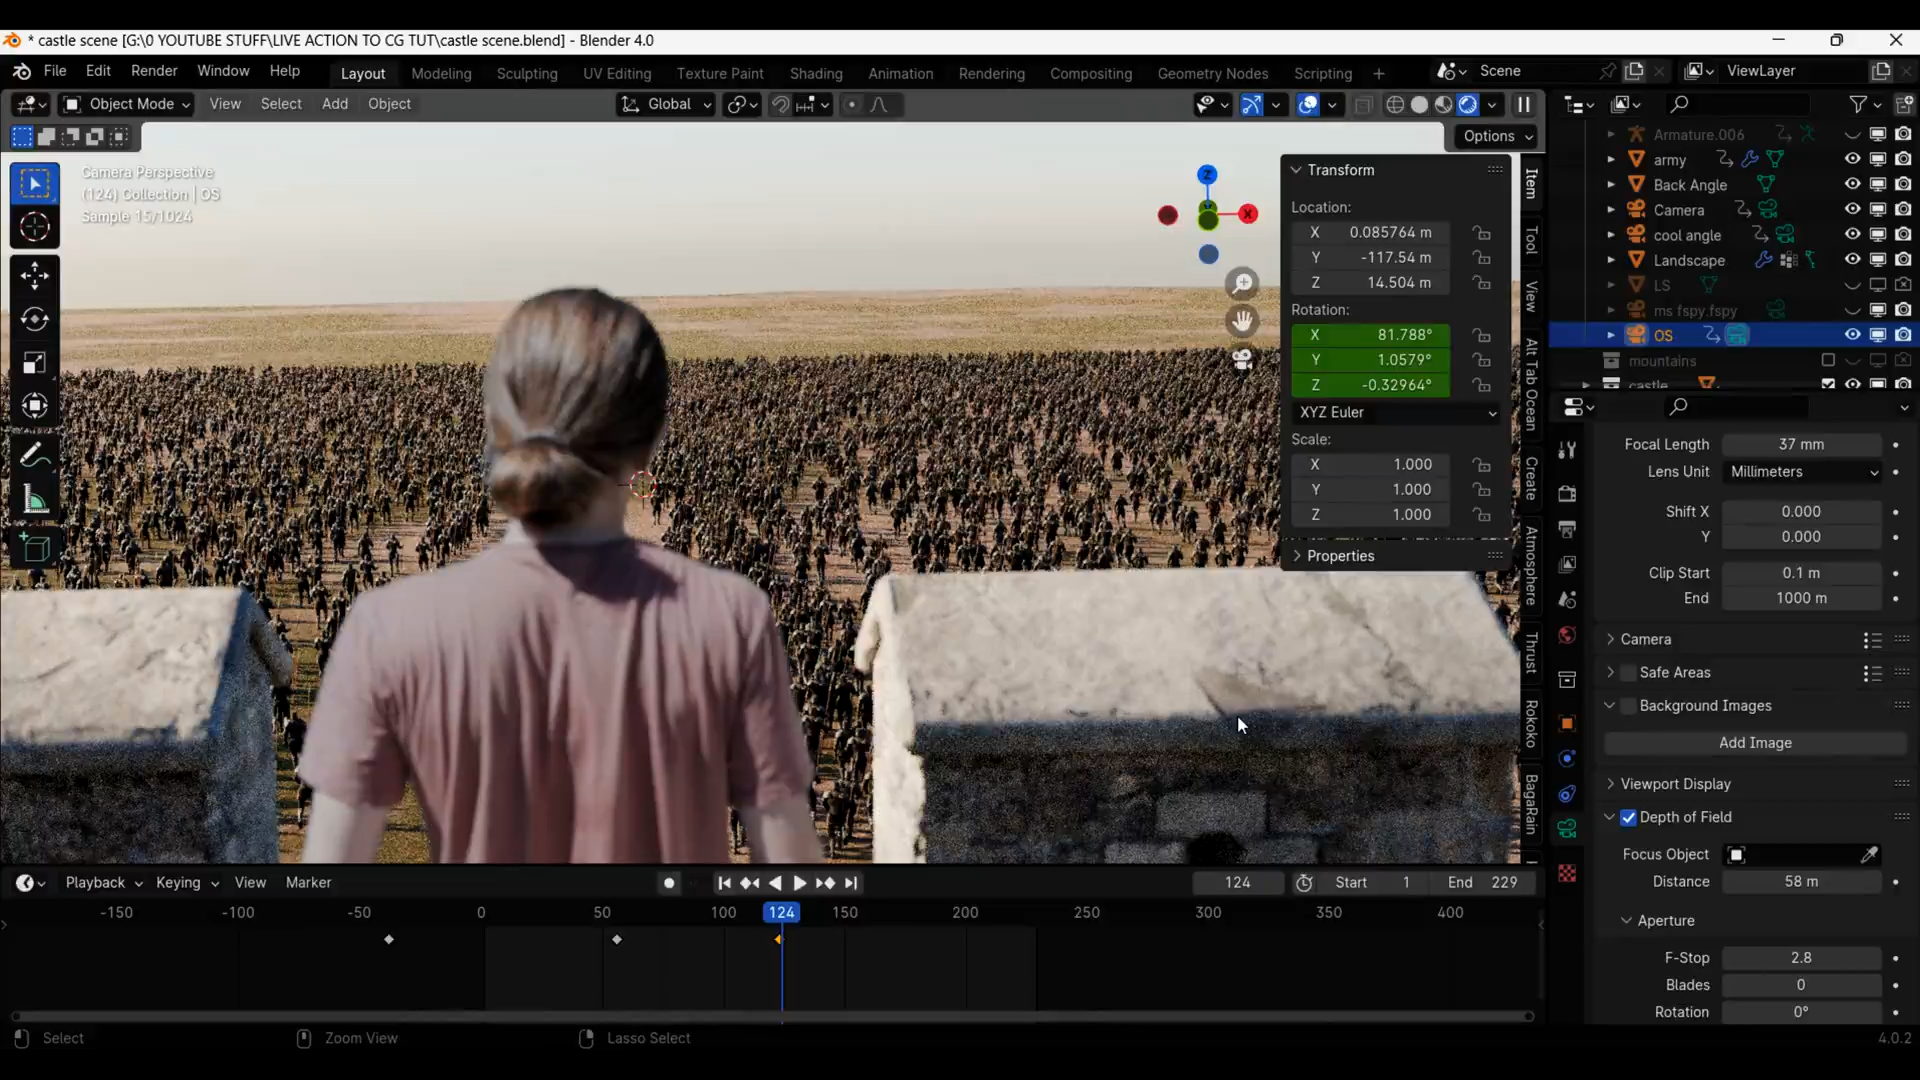 * castle scene [G:\0 YOUTUBE STUFF\LIVE ACTION TO CG TUT\castle scene.blend] - Blender 4.0
File Edit Render Window Help Layout Modeling Sculpting UV Editing Texture Paint Shading Animation Rendering Compositing Geometry Nodes Scripting + Scene ViewLayer
Object Mode View Select Add Object Global
Options
Camera Perspective
(124) Collection | OS
Sample 15/1024
Z
X
Transform
Location:
X 0.085764 m
Y -117.54 m
Z 14.504 m
Rotation:
X 81.788°
Y 1.0579°
Z -0.32964°
XYZ Euler
Scale:
X 1.000
Y 1.000
Z 1.000
Properties
Item
Tool
View
Alt Tab Ocean
Create
Atmosphere
Thrust
Rokoko
BagaRain
Armature.006
army
Back Angle
Camera
cool angle
Landscape
LS
ms fspy.fspy
OS
mountains
castle
Focal Length 37 mm
Lens Unit Millimeters
Shift X 0.000
Y 0.000
Clip Start 0.1 m
End 1000 m
Camera
Safe Areas
Background Images
Add Image
Viewport Display
Depth of Field
Focus Object
Distance 58 m
Aperture
F-Stop 2.8
Blades 0
Rotation 0°
Playback Keying View Marker 124 Start 1 End 229
-150 -100 -50 0 50 100 124 150 200 250 300 350 400
Select Zoom View Lasso Select 4.0.2